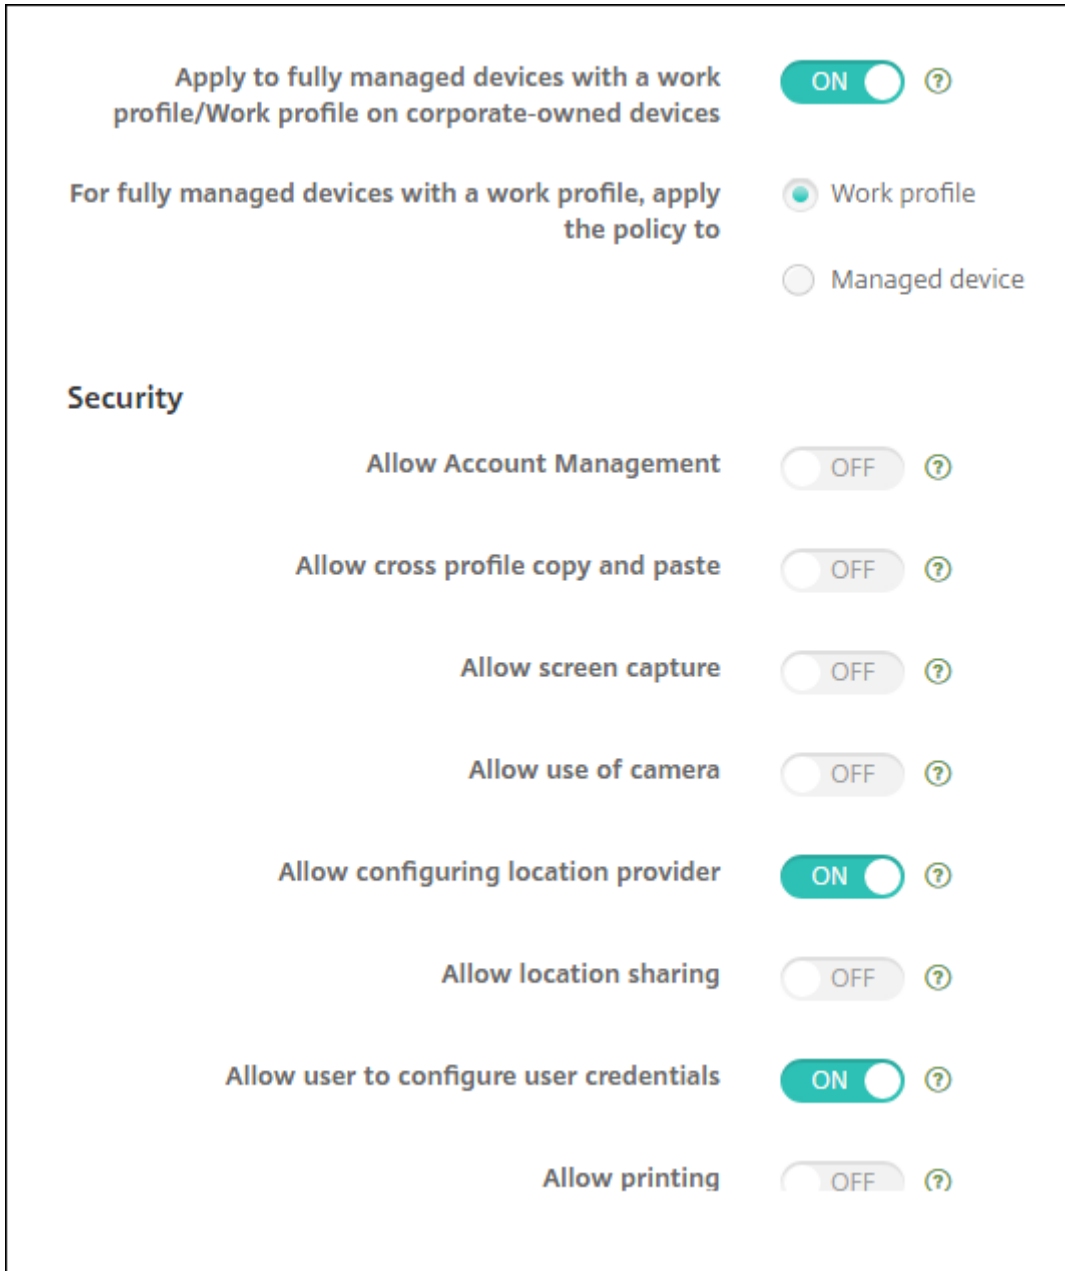 Apply to fully managed devices with a work ON ?
profile/Work profile on corporate-owned devices
For fully managed devices with a work profile, apply Work profile
the policy to
Managed device
Security
Allow Account Management OFF ?
Allow cross profile copy and paste OFF ?
Allow screen capture OFF ?
Allow use of camera OFF ?
Allow configuring location provider ON ?
Allow location sharing OFF ?
Allow user to configure user credentials ON ?
Allow printing OFF ?